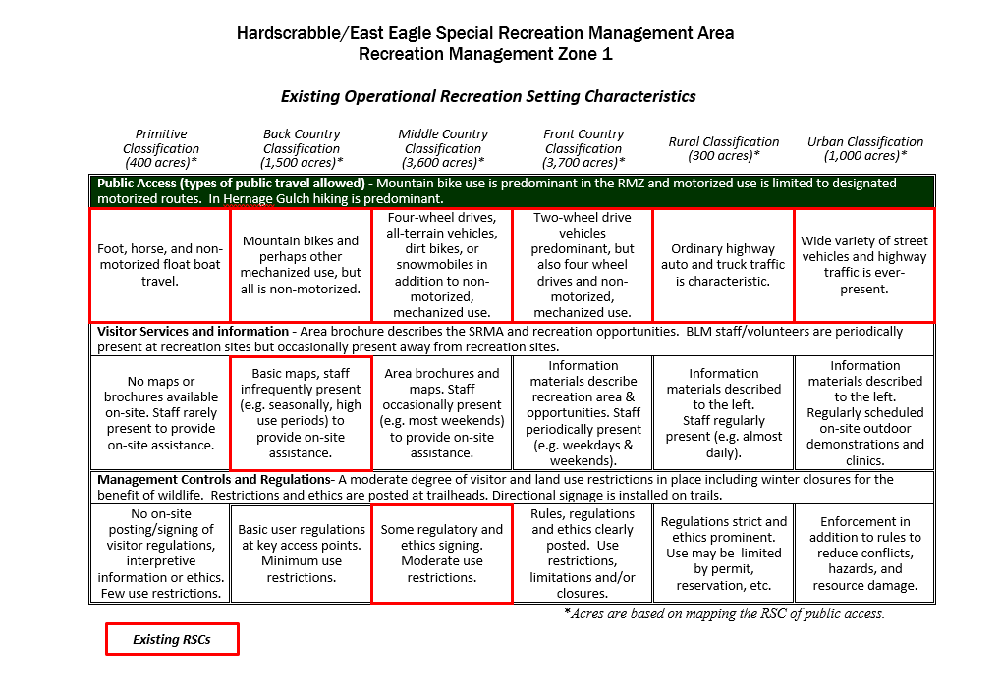 Hardscrabble/East Eagle Special Recreation Management Area
Recreation Management Zone 1
Existing Operational Recreation Setting Characteristics
Primitive
Classification
(400 acres)*
Back Country
Classification
(1,500 acres)*
Middle Country
Classification
(3,600 acres)*
Front Country
Classification
(3,700 acres)*
Rural Classification
(300 acres)*
Urban Classification
(1,000 acres)*
Public Access (types of public travel allowed) - Mountain bike use is predominant in the RMZ and motorized use is limited to designated
motorized routes.  In Hernage Gulch hiking is predominant.
Foot, horse, and non-
motorized float boat
travel.
Mountain bikes and
perhaps other
mechanized use, but
all is non-motorized.
Four-wheel drives,
all-terrain vehicles,
dirt bikes, or
snowmobiles in
addition to non-
motorized,
mechanized use.
Two-wheel drive
vehicles
predominant, but
also four wheel
drives and non-
motorized,
mechanized use.
Ordinary highway
auto and truck traffic
is characteristic.
Wide variety of street
vehicles and highway
traffic is ever-
present.
Visitor Services and information - Area brochure describes the SRMA and recreation opportunities.  BLM staff/volunteers are periodically
present at recreation sites but occasionally present away from recreation sites.
No maps or
brochures available
on-site. Staff rarely
present to provide
on-site assistance.
Basic maps, staff
infrequently present
(e.g. seasonally, high
use periods) to
provide on-site
assistance.
Area brochures and
maps. Staff
occasionally present
(e.g. most weekends)
to provide on-site
assistance.
Information
materials describe
recreation area &
opportunities. Staff
periodically present
(e.g. weekdays &
weekends).
Information
materials described
to the left.
Staff regularly
present (e.g. almost
daily).
Information
materials described
to the left.
Regularly scheduled
on-site outdoor
demonstrations and
clinics.
Management Controls and Regulations- A moderate degree of visitor and land use restrictions in place including winter closures for the
benefit of wildlife.  Restrictions and ethics are posted at trailheads. Directional signage is installed on trails.
No on-site
posting/signing of
visitor regulations,
interpretive
information or ethics.
Few use restrictions.
Basic user regulations
at key access points.
Minimum use
restrictions.
Some regulatory and
ethics signing.
Moderate use
restrictions.
Rules, regulations
and ethics clearly
posted.  Use
restrictions,
limitations and/or
closures.
Regulations strict and
ethics prominent.
Use may be  limited
by permit,
reservation, etc.
Enforcement in
addition to rules to
reduce conflicts,
hazards, and
resource damage.
*Acres are based on mapping the RSC of public access.
Existing RSCs